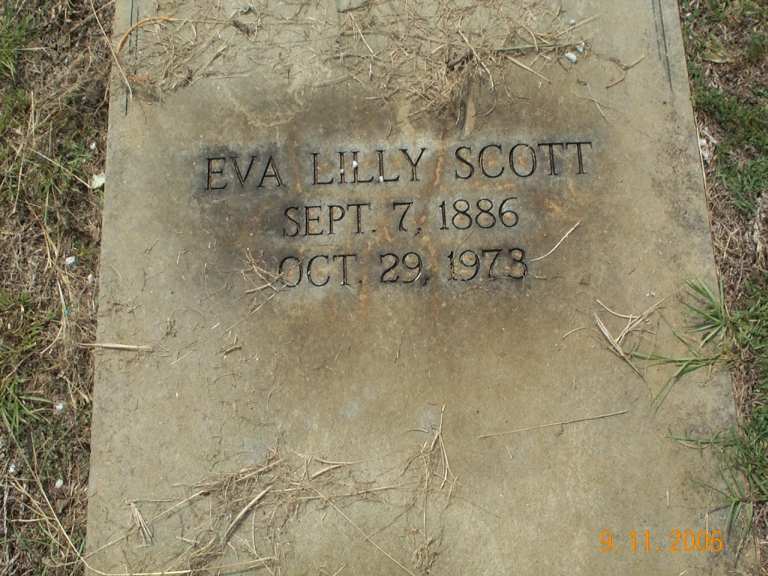 EVA LILLY SCOTT
SEPT. 7, 1886
OCT. 29, 1973
9. 11. 2006